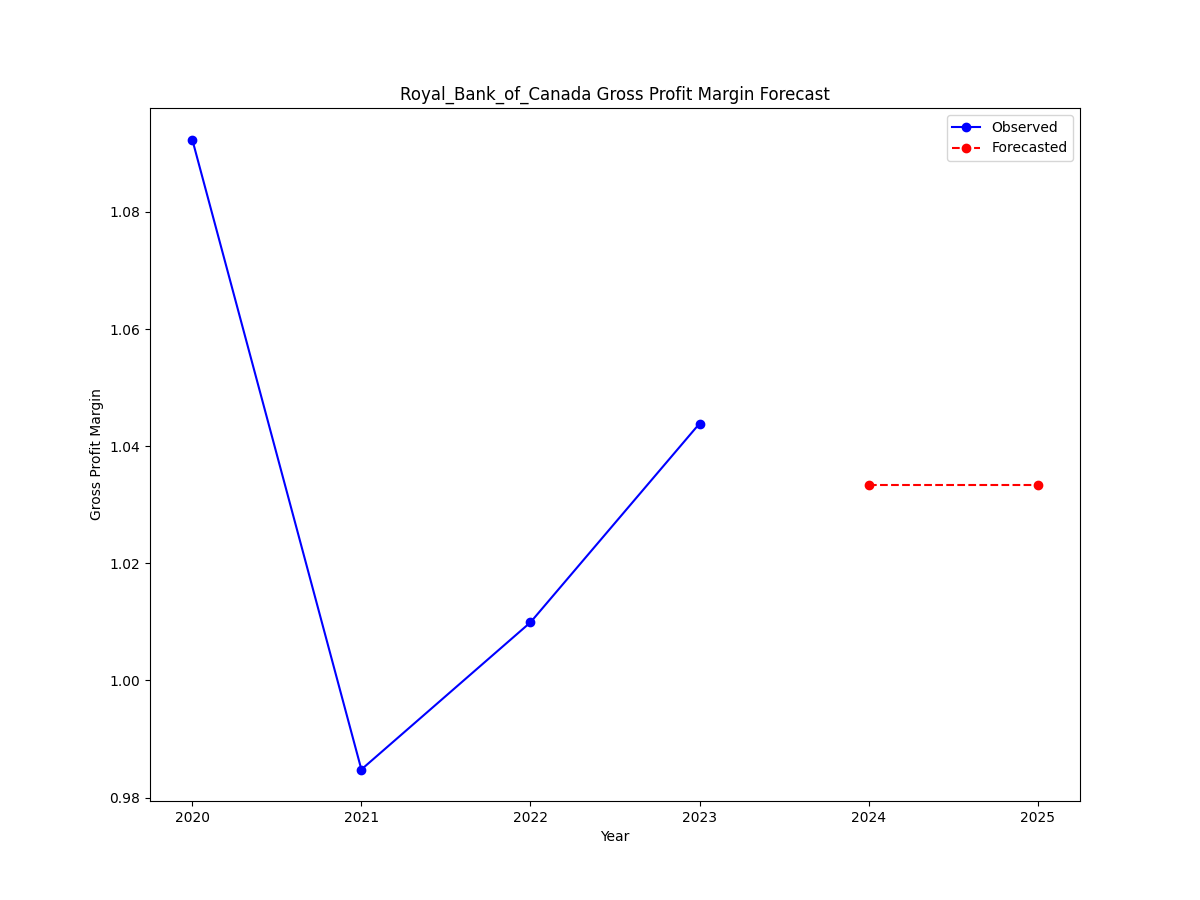 Royal_Bank_of_Canada Gross Profit Margin Forecast
Observed
Forecasted
1.08
1.06
1.04
1.02
1.00
0.98
Gross Profit Margin
2020
2021
2022
2023
2024
2025
Year